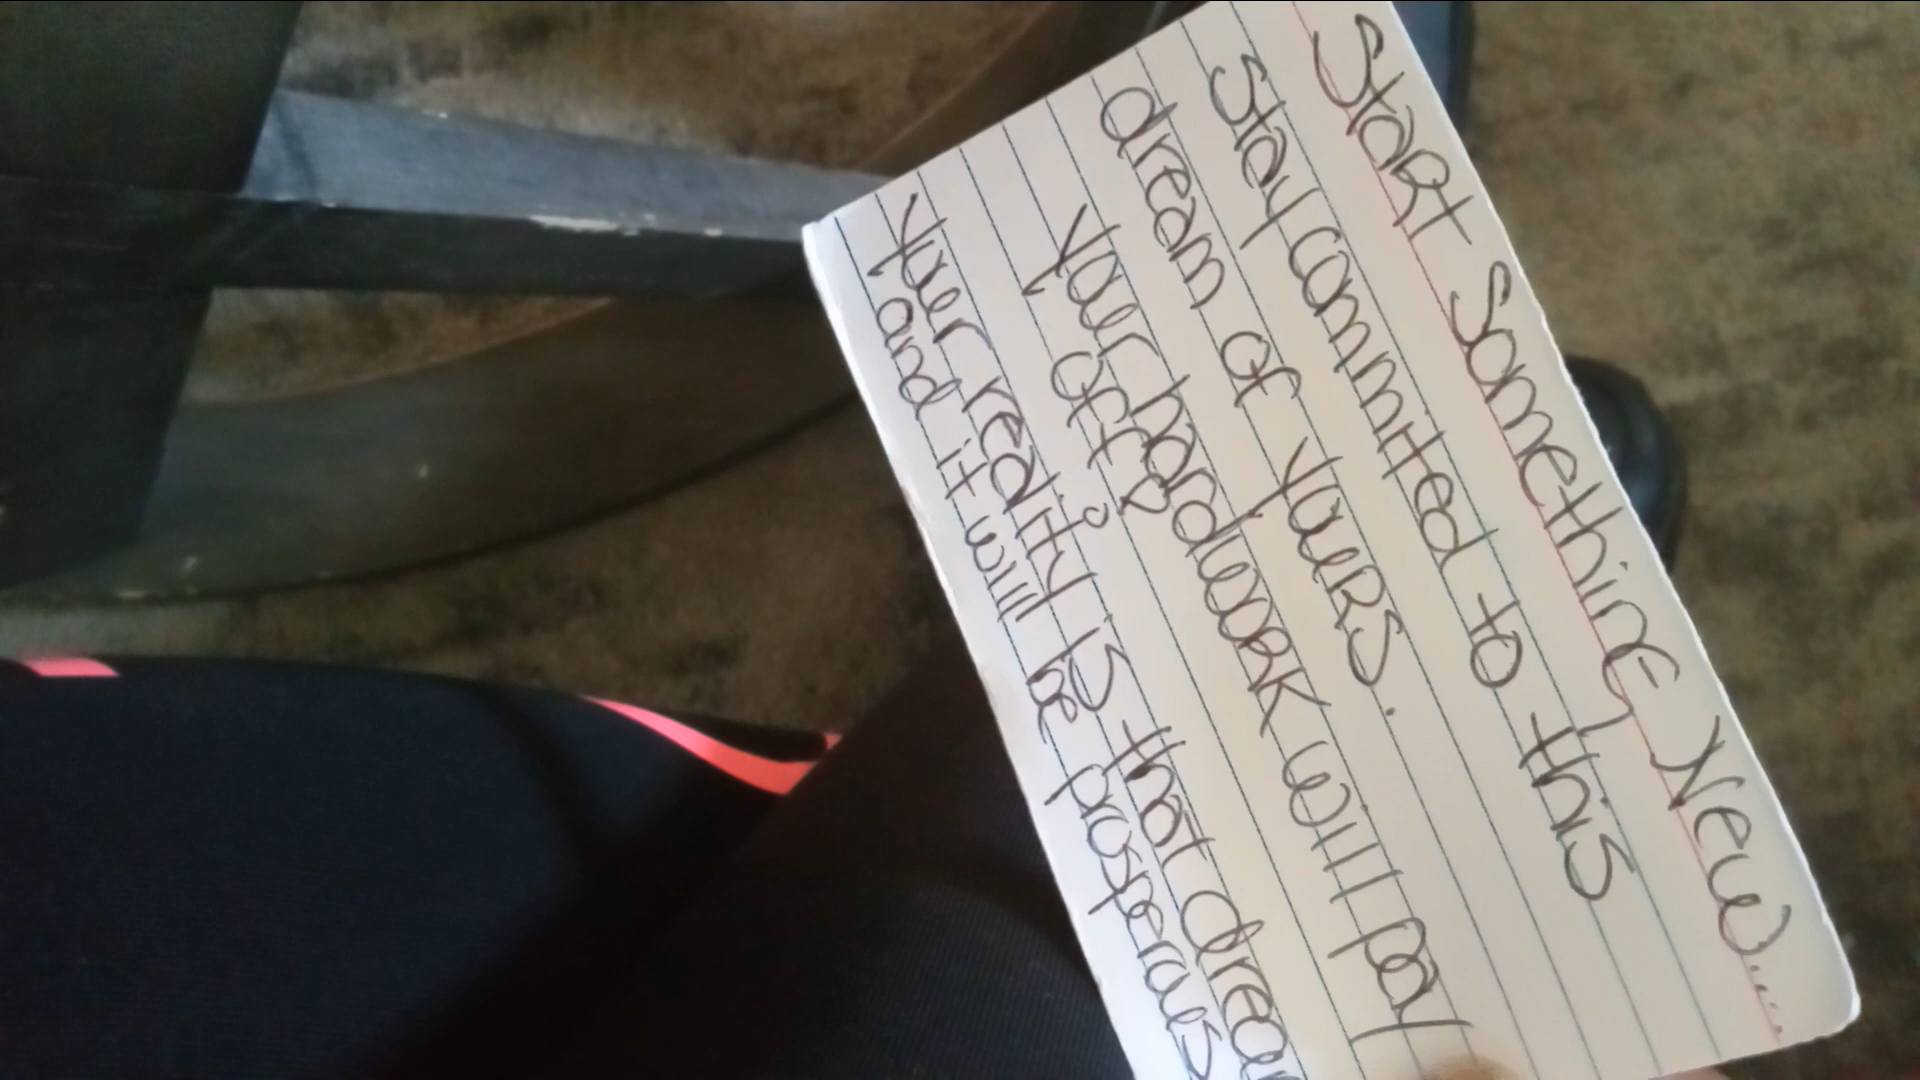 Start Something New.....
Stay committed to this
dream of yours.
Your hardwork will pay
off
Your reality is that dream
and it will be prosperous